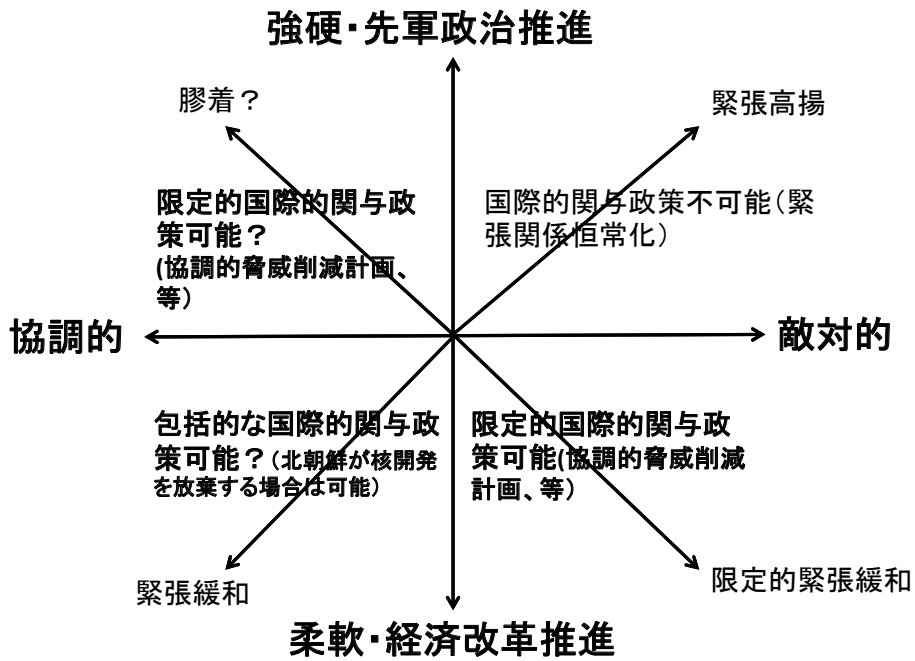 強硬・先軍政治推進
膠着？
緊張高揚
限定的国際的関与政
策可能？
(協調的脅威削減計画、
等）
国際的関与政策不可能（緊
張関係恒常化）
協調的
敵対的
包括的な国際的関与政
策可能？（北朝鮮が核開発
を放棄する場合は可能）
限定的国際的関与政
策可能(協調的脅威削減
計画、等）
緊張緩和
限定的緊張緩和
柔軟・経済改革推進